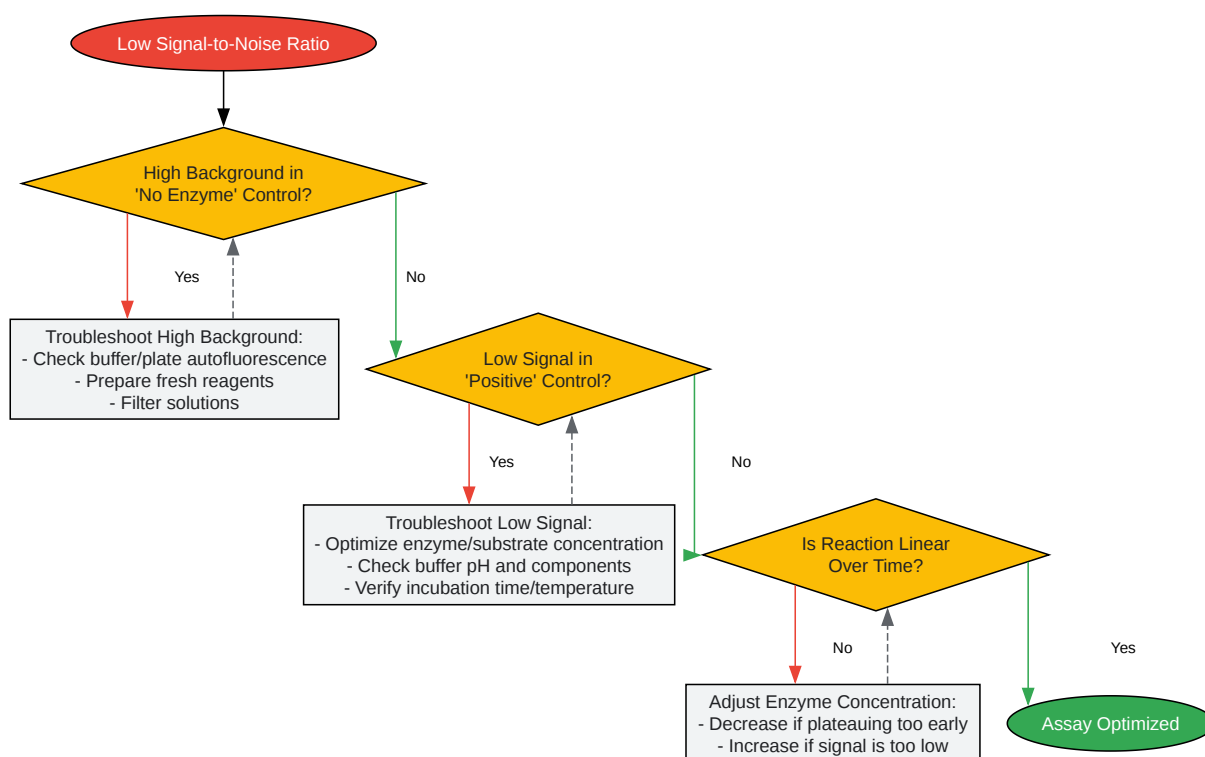 Low Signal-to-Noise Ratio
High Background in
'No Enzyme' Control?
Yes
No
Troubleshoot High Background:
- Check buffer/plate autofluorescence
- Prepare fresh reagents
- Filter solutions
Low Signal in
'Positive' Control?
Yes
No
Troubleshoot Low Signal:
- Optimize enzyme/substrate concentration
- Check buffer pH and components
- Verify incubation time/temperature
Is Reaction Linear
Over Time?
No
Yes
Adjust Enzyme Concentration:
- Decrease if plateauing too early
- Increase if signal is too low
Assay Optimized